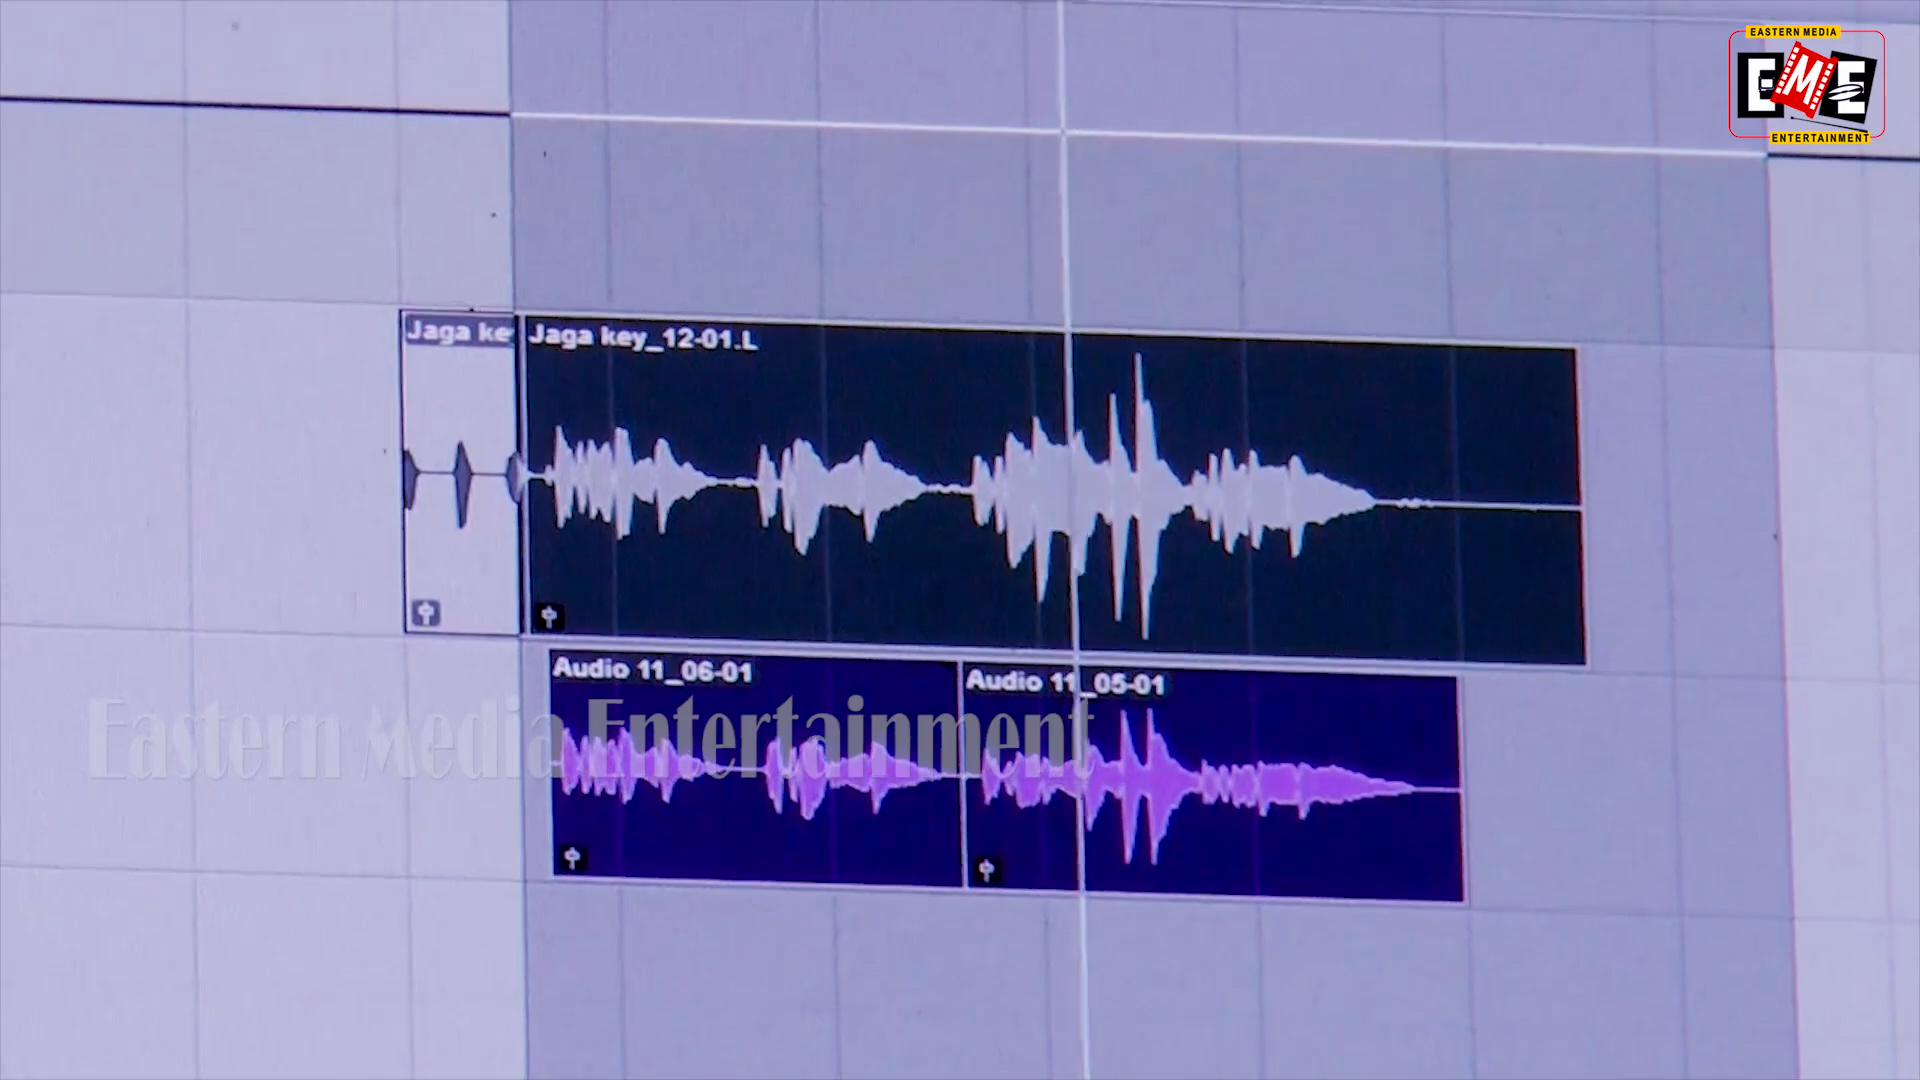 EASTERN MEDIA
EME
ENTERTAINMENT
Jaga key
Jaga key_12-01.L
Audio 11_06-01
Audio 11_05-01
Eastern Media Entertainment